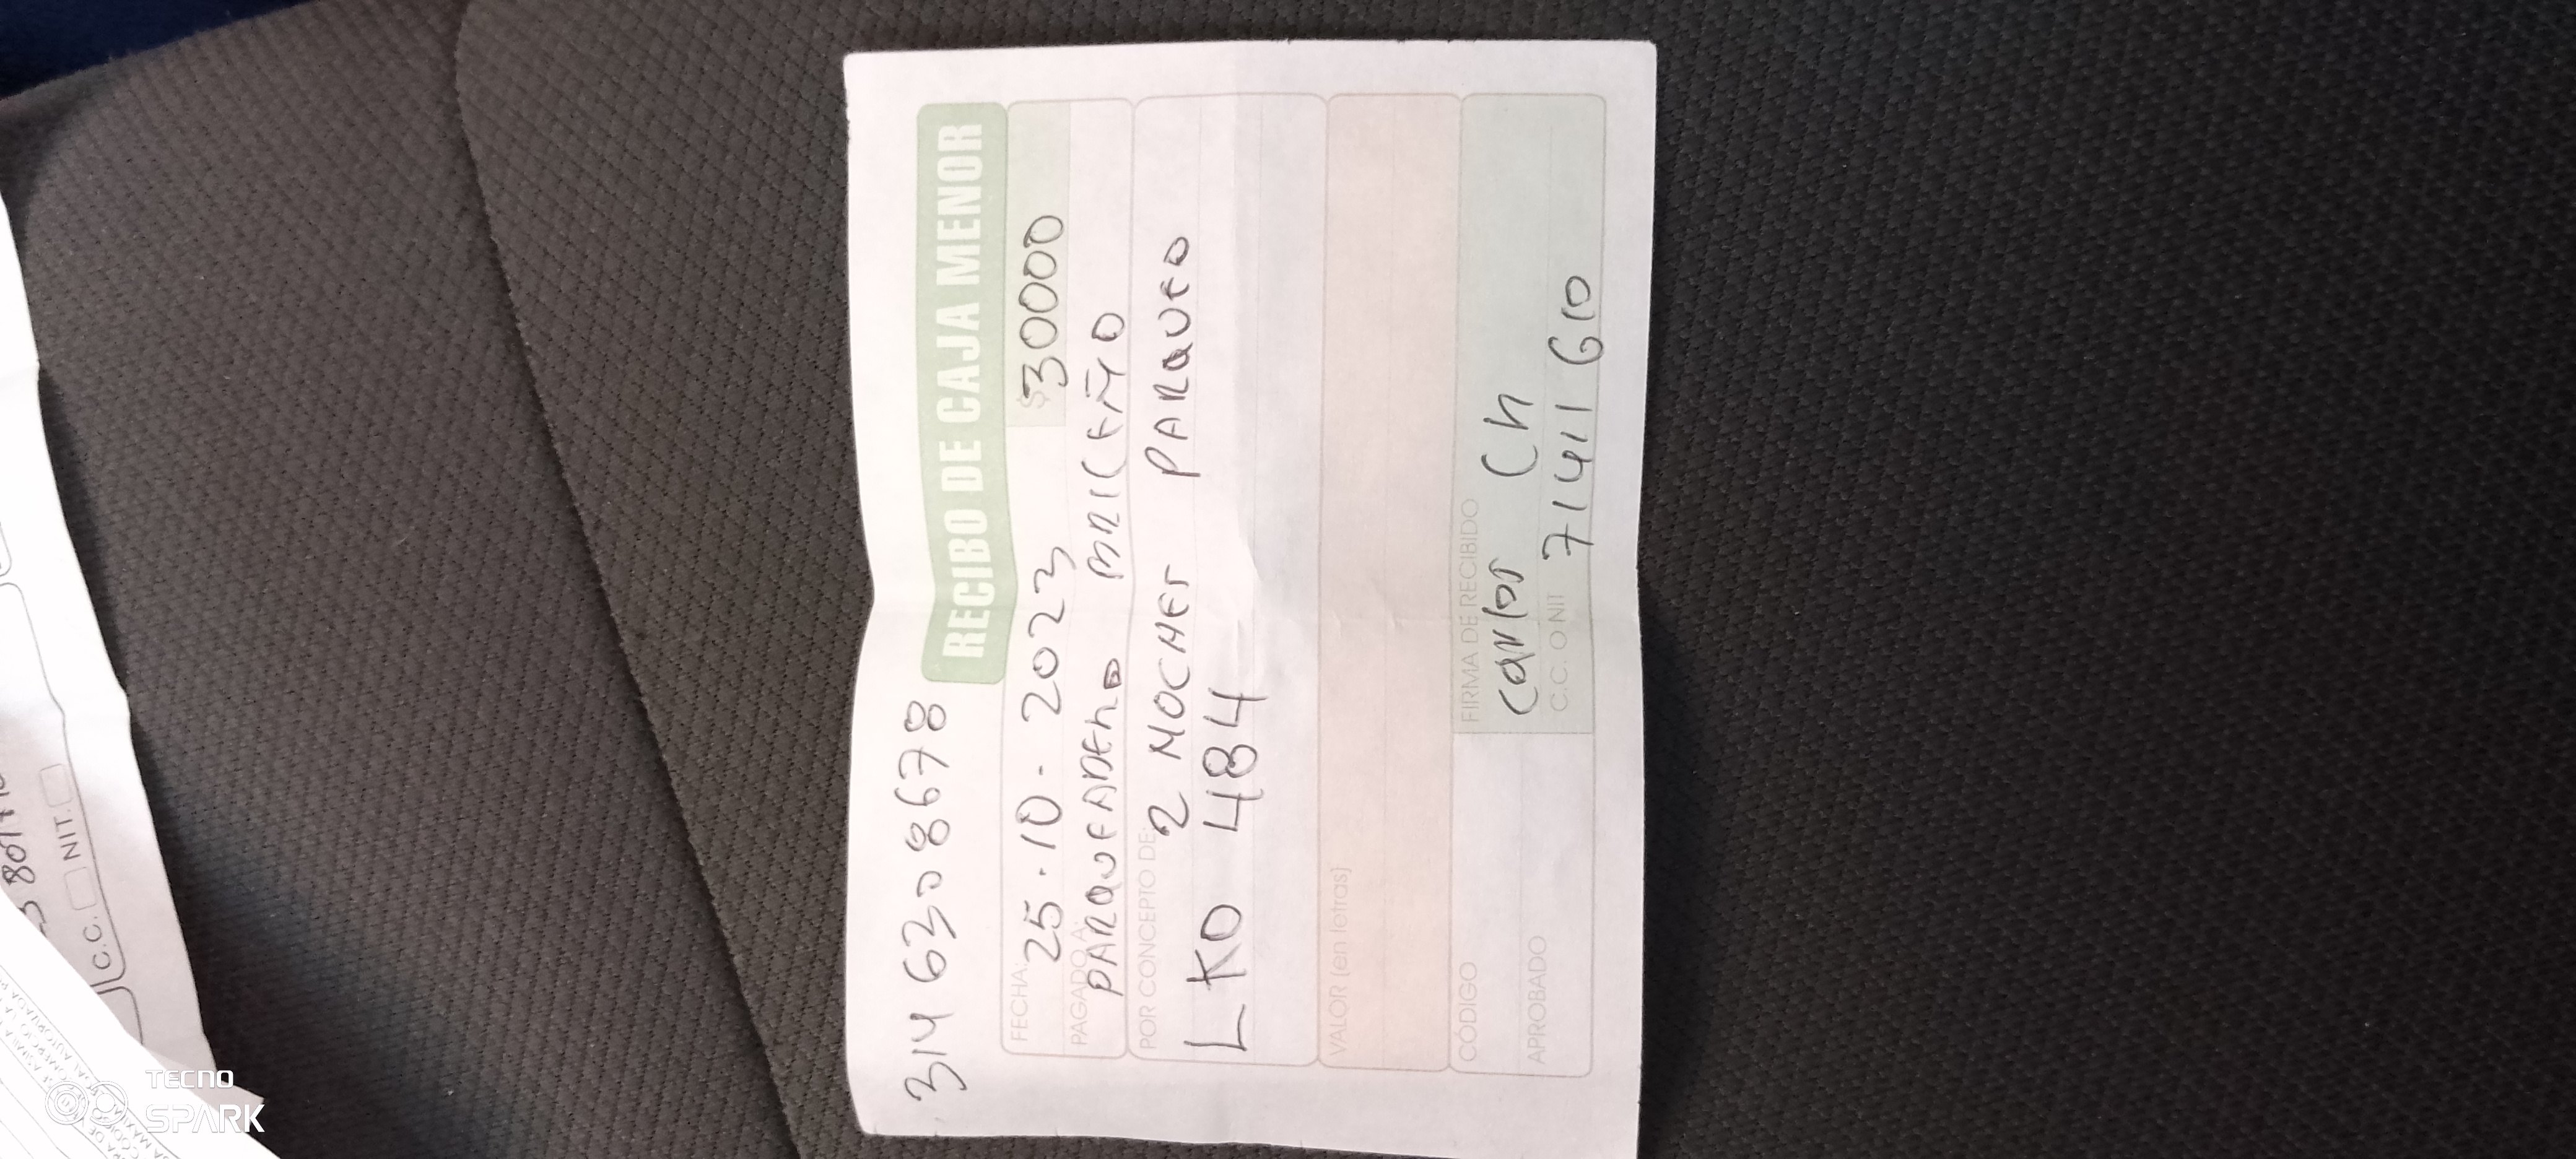 314 6308678
RECIBO DE CAJA MENOR
FECHA: 25.10.2023 $30000
PAGADO A: PARQUEADERO BRICEÑO
POR CONCEPTO DE: 2 NOCHES PARQUEO
LKO 484
VALOR (en letras)
CÓDIGO
APROBADO
FIRMA DE RECIBIDO
Carlos Ch
C.C. O NIT 71411610
C.C. NIT.
TECNO
SPARK